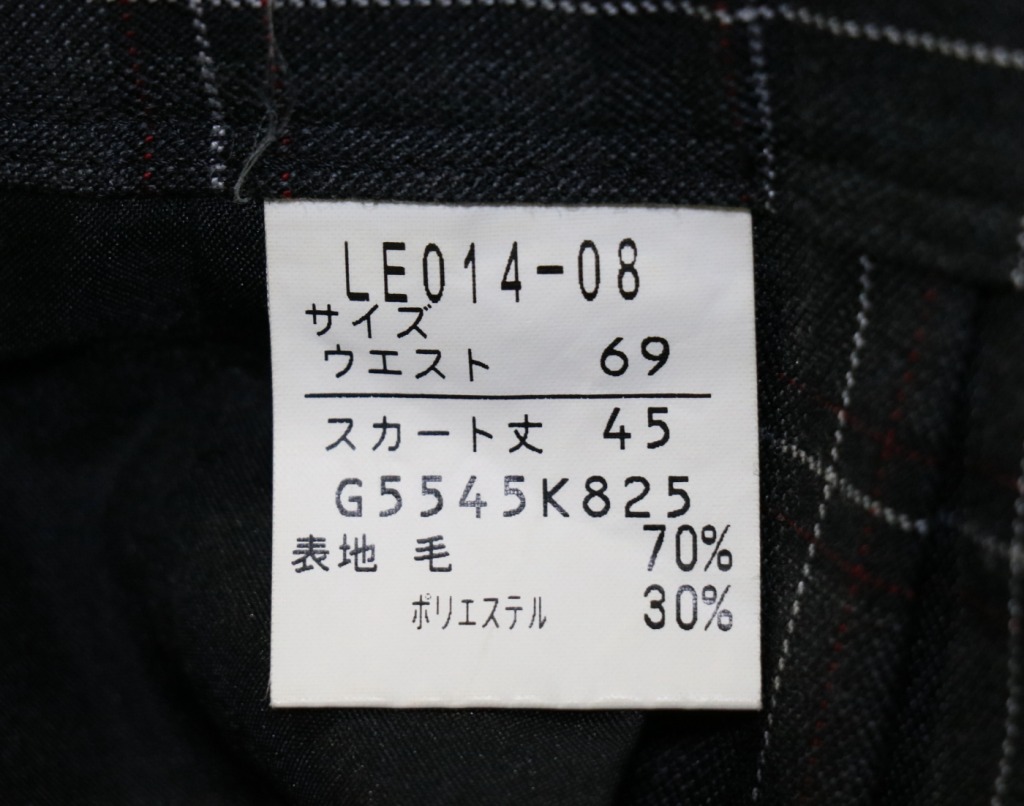 LE014-08
サイズ
ウエスト 69
スカート丈 45
G5545K825
表地 毛 70%
ポリエステル 30%